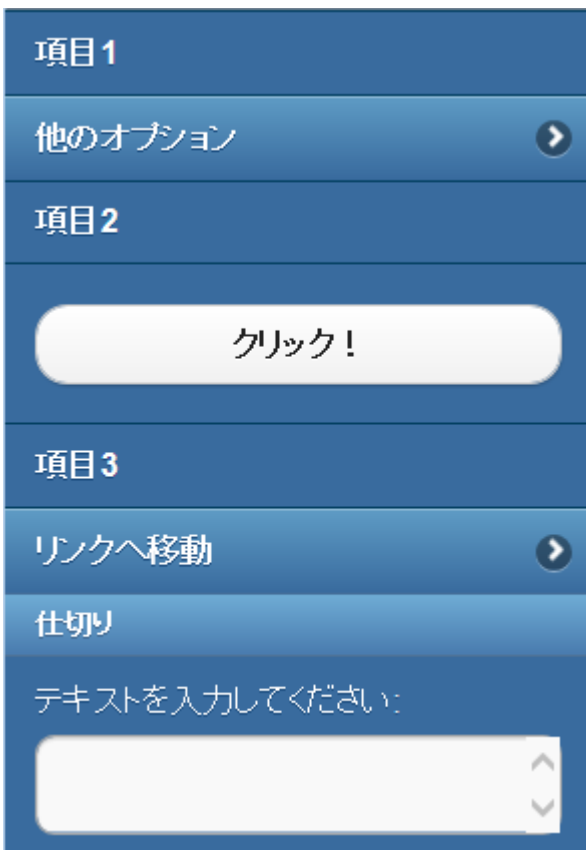 項目1
他のオプション
項目2
クリック!
項目3
リンクへ移動
仕切り
テキストを入力してください: